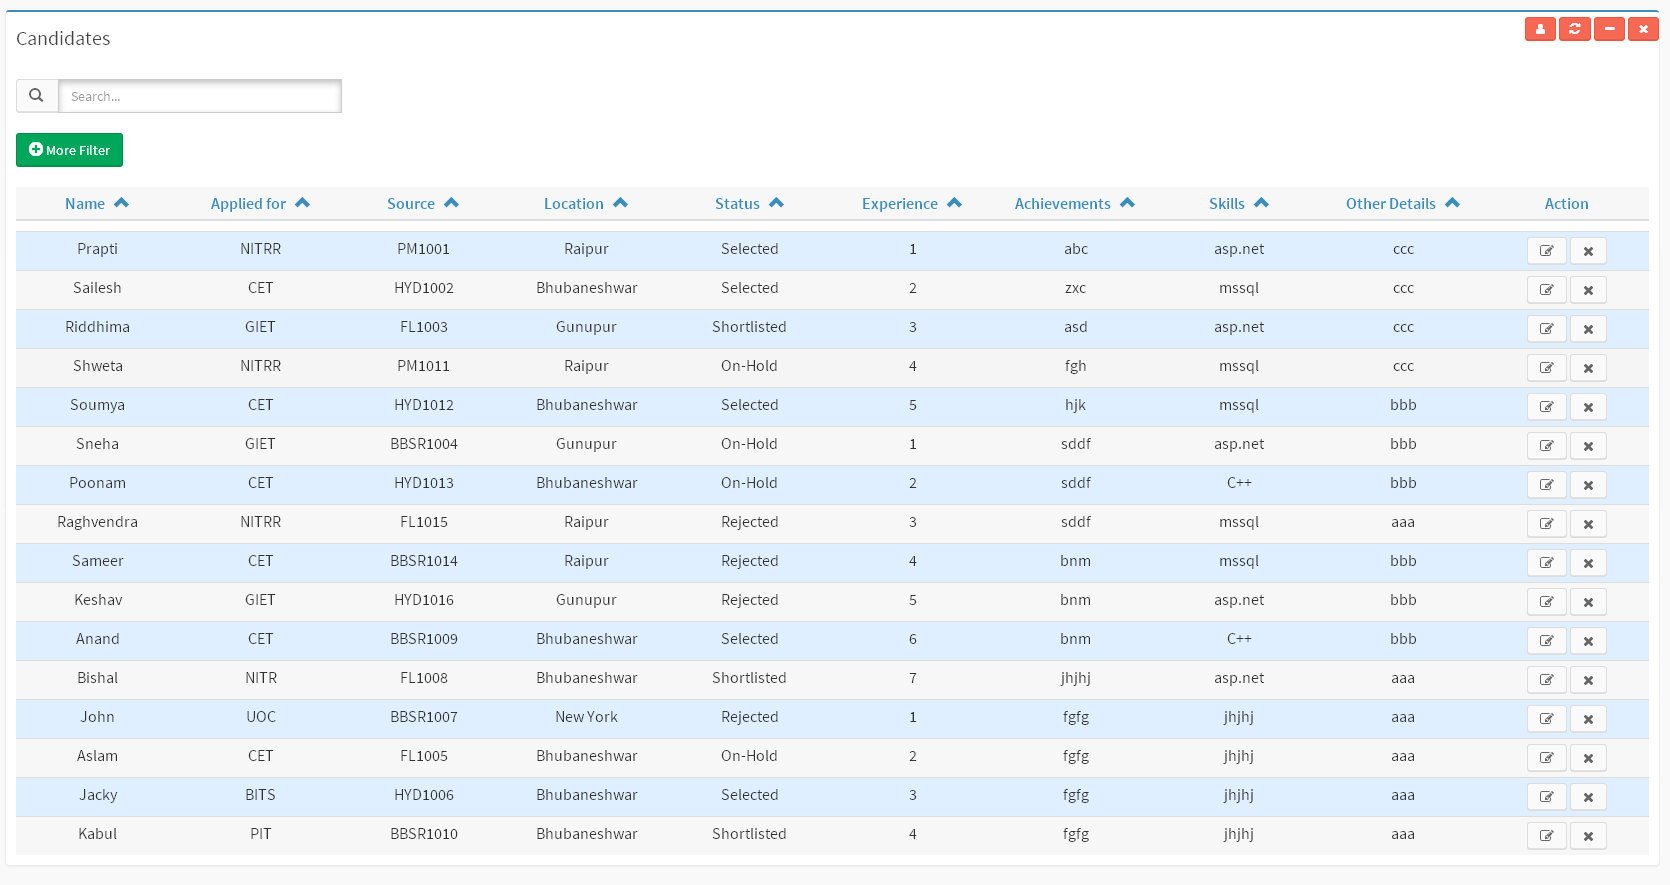 Candidates
Search...
More Filter
Name Applied for Source Location Status Experience Achievements Skills Other Details Action
Prapti NITRR PM1001 Raipur Selected 1 abc asp.net ccc
Sailesh CET HYD1002 Bhubaneshwar Selected 2 zxc mssql ccc
Riddhima GIET FL1003 Gunupur Shortlisted 3 asd asp.net ccc
Shweta NITRR PM1011 Raipur On-Hold 4 fgh mssql ccc
Soumya CET HYD1012 Bhubaneshwar Selected 5 hjk mssql bbb
Sneha GIET BBSR1004 Gunupur On-Hold 1 sddf asp.net bbb
Poonam CET HYD1013 Bhubaneshwar On-Hold 2 sddf C++ bbb
Raghvendra NITRR FL1015 Raipur Rejected 3 sddf mssql aaa
Sameer CET BBSR1014 Raipur Rejected 4 bnm mssql bbb
Keshav GIET HYD1016 Gunupur Rejected 5 bnm asp.net bbb
Anand CET BBSR1009 Bhubaneshwar Selected 6 bnm C++ bbb
Bishal NITR FL1008 Bhubaneshwar Shortlisted 7 jhjhj asp.net aaa
John UOC BBSR1007 New York Rejected 1 fgfg jhjhj aaa
Aslam CET FL1005 Bhubaneshwar On-Hold 2 fgfg jhjhj aaa
Jacky BITS HYD1006 Bhubaneshwar Selected 3 fgfg jhjhj aaa
Kabul PIT BBSR1010 Bhubaneshwar Shortlisted 4 fgfg jhjhj aaa